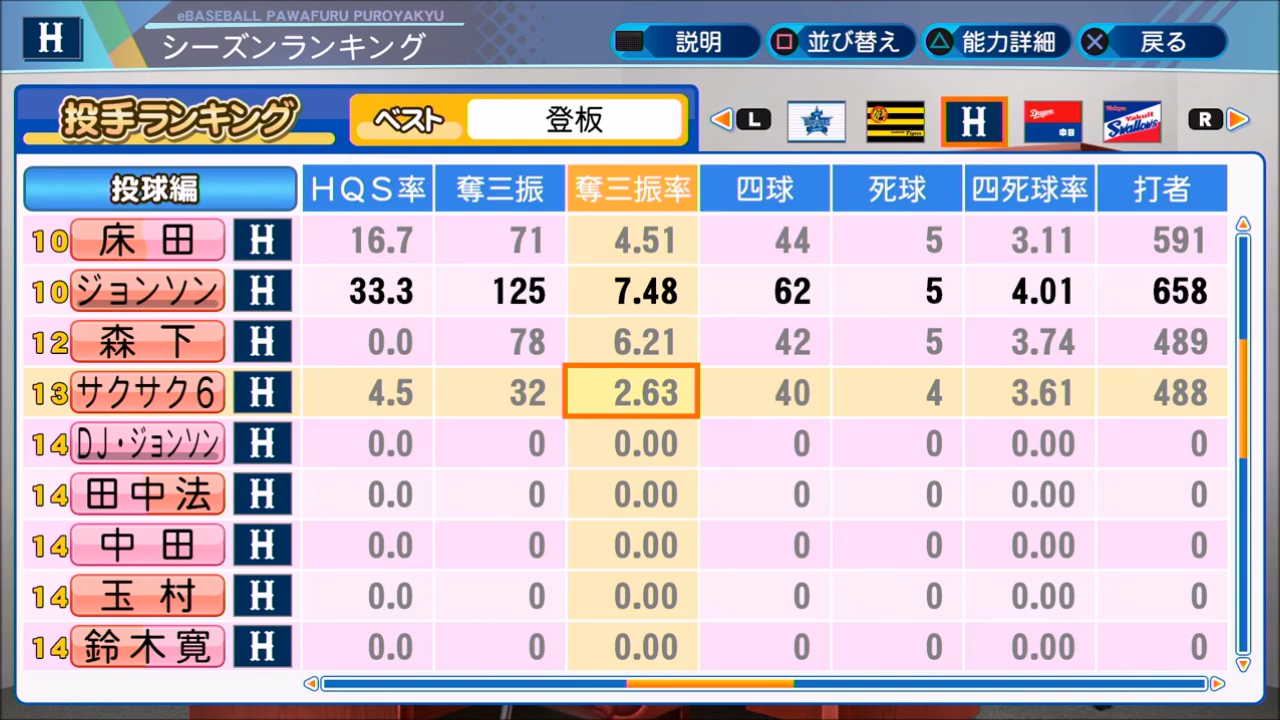 eBASEBALL PAWAFURU PUROYAKYU
H シーズンランキング 説明 並び替え 能力詳細 戻る
投手ランキング ベスト 登板 L H Dragons 中日 Yakult Swallows R
投球編 HQS率 奪三振 奪三振率 四球 死球 四死球率 打者
10 床田 H 16.7 71 4.51 44 5 3.11 591
10 ジョンソン H 33.3 125 7.48 62 5 4.01 658
12 森下 H 0.0 78 6.21 42 5 3.74 489
13 サクサク6 H 4.5 32 2.63 40 4 3.61 488
14 DJ・ジョンソン H 0.0 0 0.00 0 0 0.00 0
14 田中法 H 0.0 0 0.00 0 0 0.00 0
14 中田 H 0.0 0 0.00 0 0 0.00 0
14 玉村 H 0.0 0 0.00 0 0 0.00 0
14 鈴木寛 H 0.0 0 0.00 0 0 0.00 0